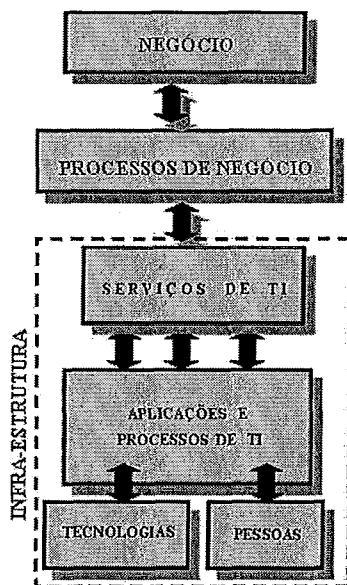 NEGÓCIO
PROCESSOS DE NEGÓCIO
SERVIÇOS DE TI
APLICAÇÕES E
PROCESSOS DE TI
TECNOLOGIAS
PESSOAS
INFRA-ESTRUTURA